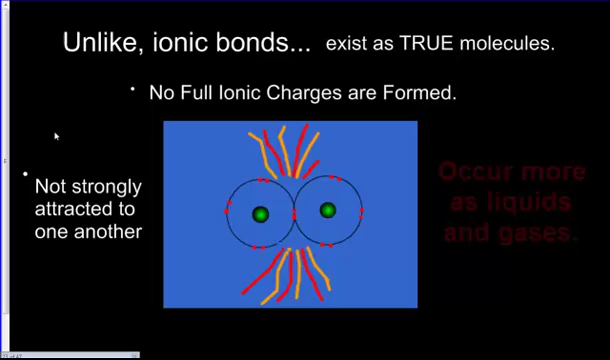 Unlike, ionic bonds... exist as TRUE molecules.
• No Full Ionic Charges are Formed.
• Not strongly
attracted to
one another
Occur more
as liquids
and gases.